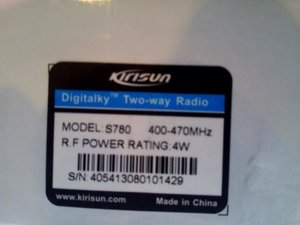 Kirisun
Digitalky™ Two-way Radio
MODEL:S780 400-470MHz
R.F POWER RATING:4W
S/N:405413080101429
www.kirisun.com Made in China